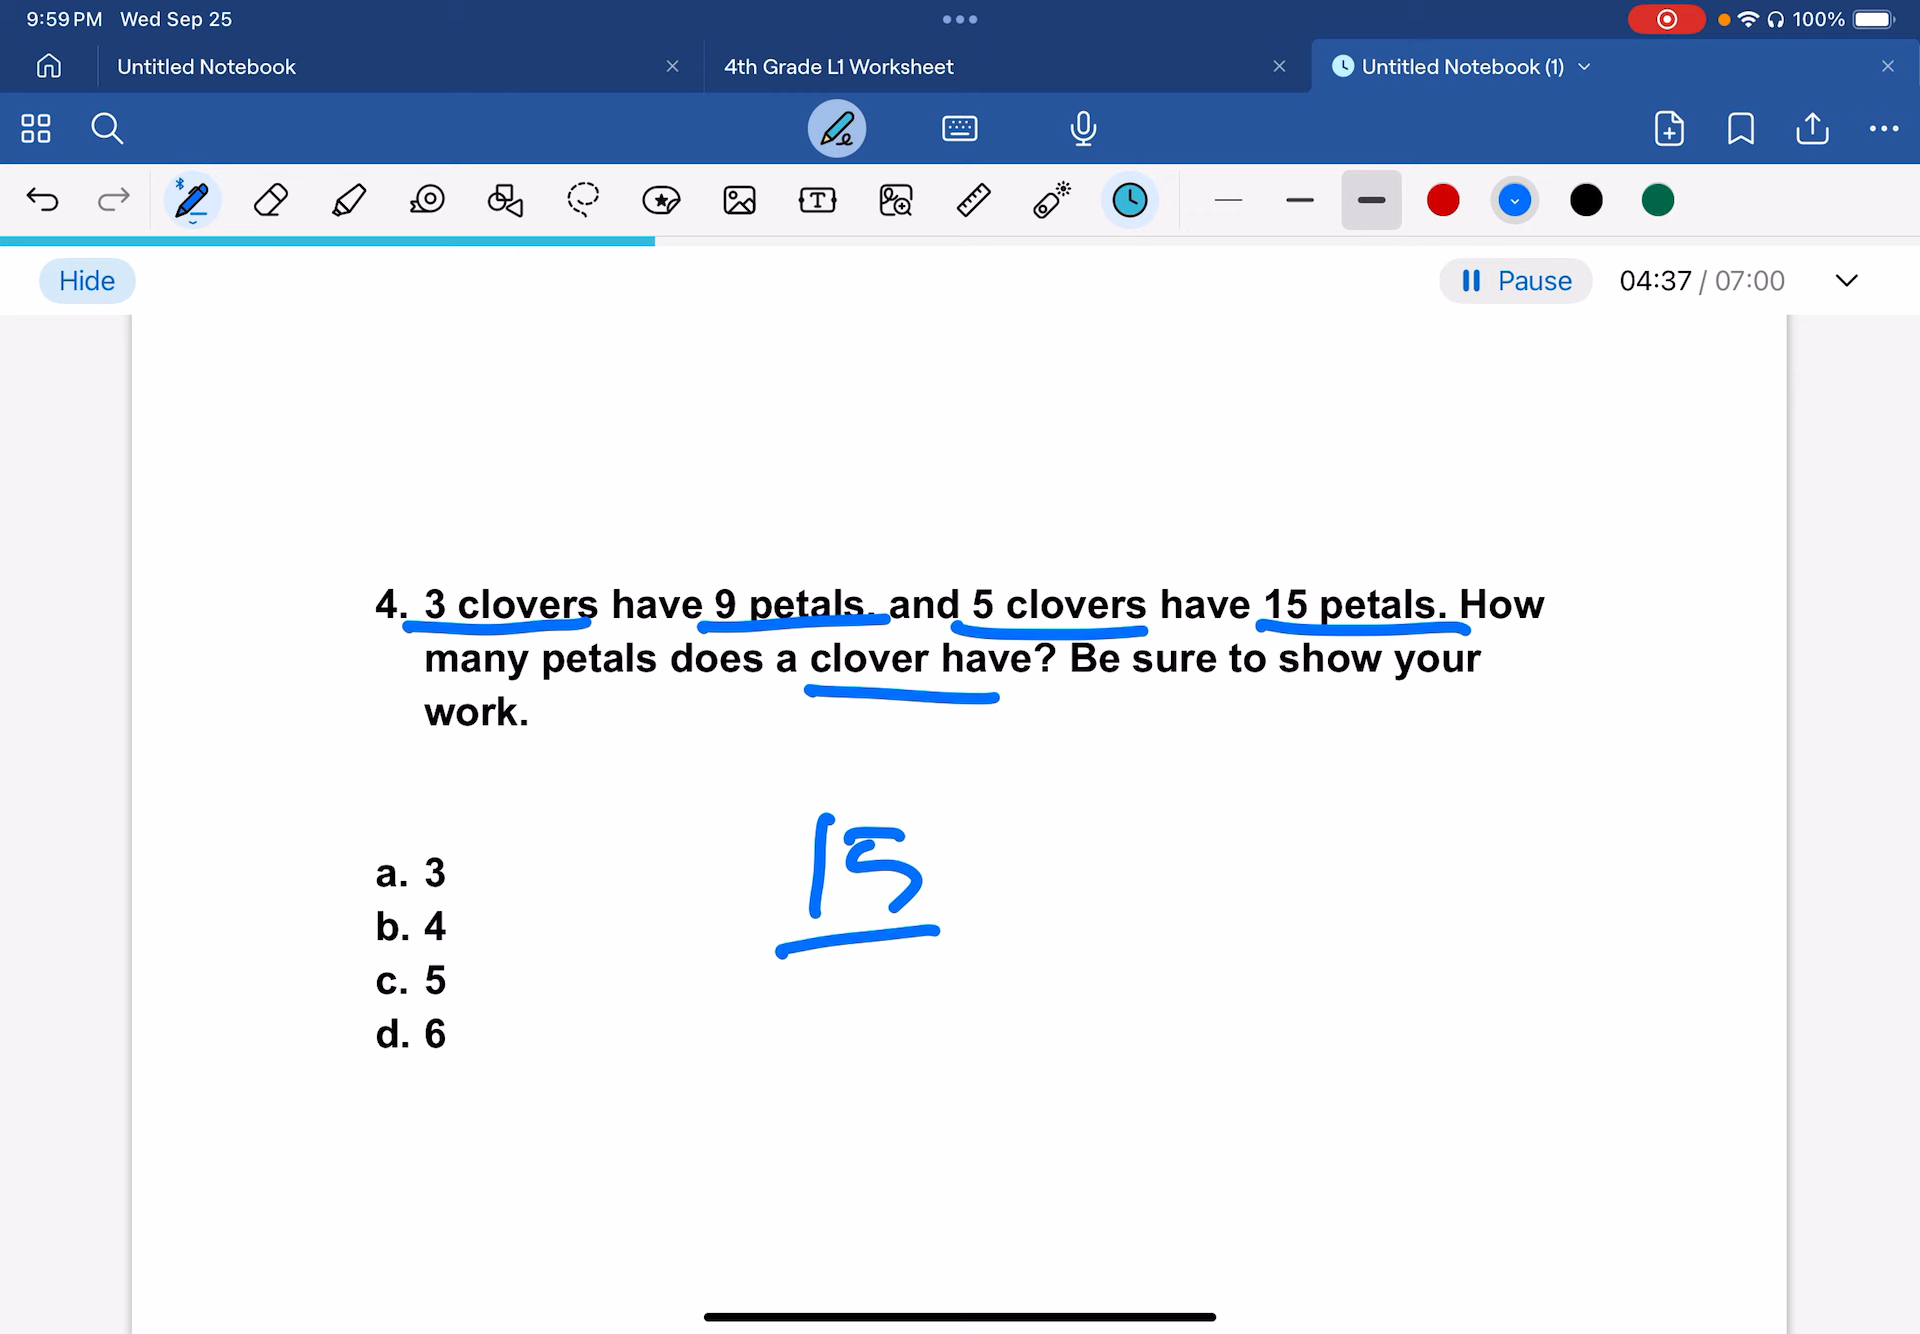 9:59 PM Wed Sep 25
100%
Untitled Notebook
4th Grade L1 Worksheet
Untitled Notebook (1)
Hide
Pause 04:37 / 07:00
4. 3 clovers have 9 petals, and 5 clovers have 15 petals. How
many petals does a clover have? Be sure to show your
work.
15
a. 3
b. 4
c. 5
d. 6